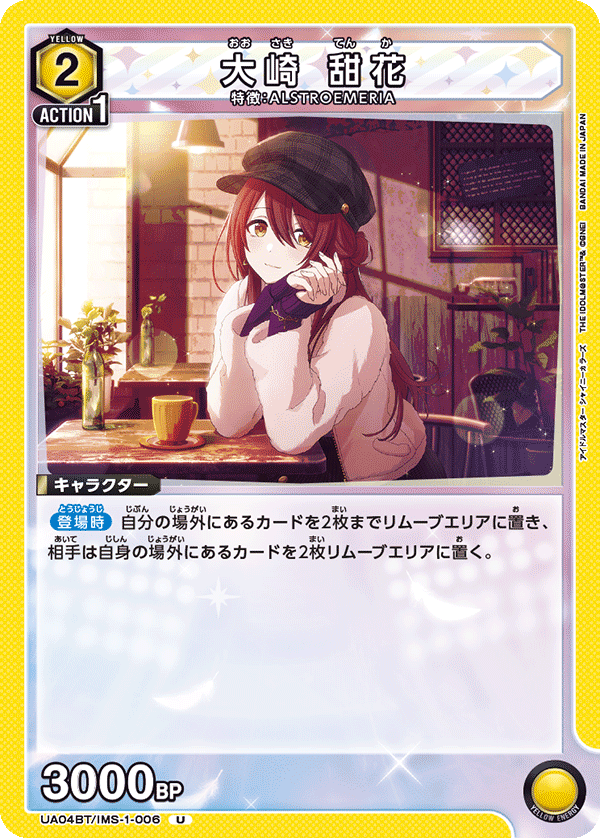 YELLOW
2
ACTION1
おお さき てん か
大崎 甜花
特徴:ALSTROEMERIA
アイドルマスター シャイニーカラーズ THE IDOLM@STER™& ©BNEI BANDAI MADE IN JAPAN
キャラクター
とうじょうじ じぶん じょうがい まい お
登場時 自分の場外にあるカードを2枚までリムーブエリアに置き、
あいて じしん じょうがい まい お
相手は自身の場外にあるカードを2枚リムーブエリアに置く。
3000BP
UA04BT/IMS-1-006 U
YELLOW ENERGY